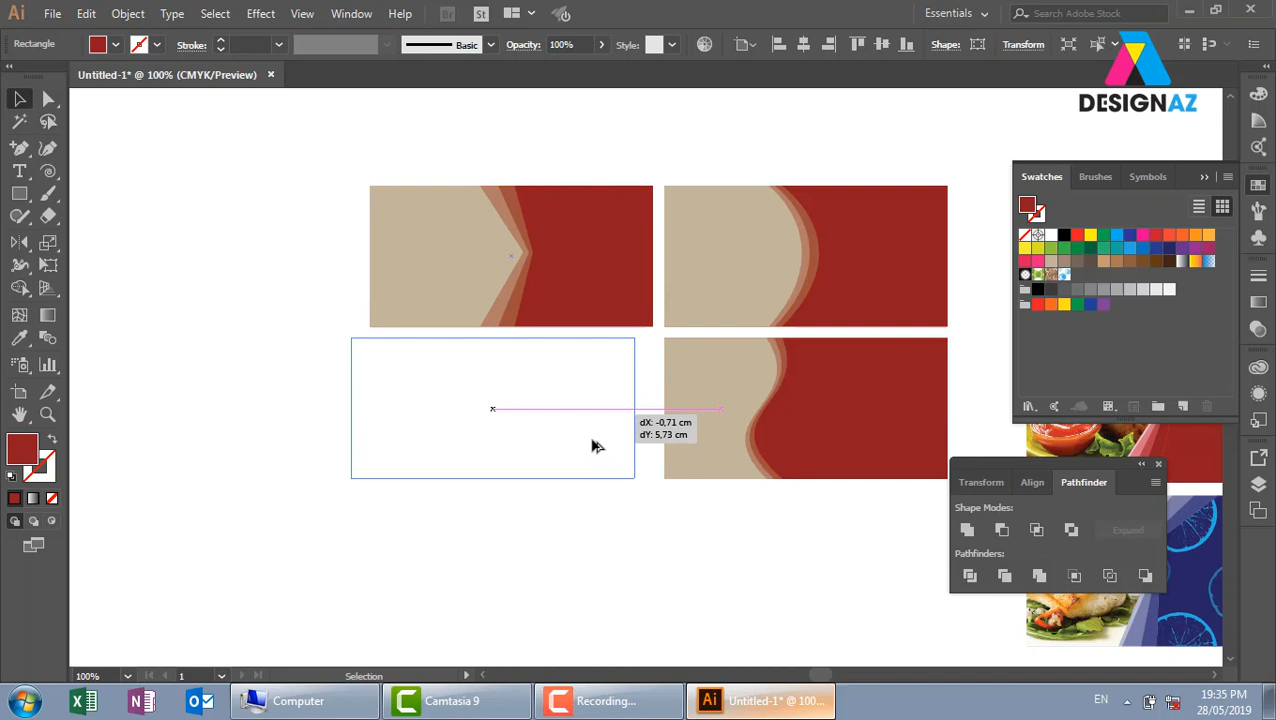 Ai File Edit Object Type Select Effect View Window Help Br St Essentials Search Adobe Stock
Rectangle Stroke: Basic Opacity: 100% Style: Shape: Transform
Untitled-1* @ 100% (CMYK/Preview)
DESIGNAZ
Swatches Brushes Symbols
dX: -0,71 cm
dY: 5,73 cm
Transform Align Pathfinder
Shape Modes:
Expand
Pathfinders:
100% 1 Selection
Computer Camtasia 9 Recording... Untitled-1* @ 100... EN 19:35 PM
28/05/2019